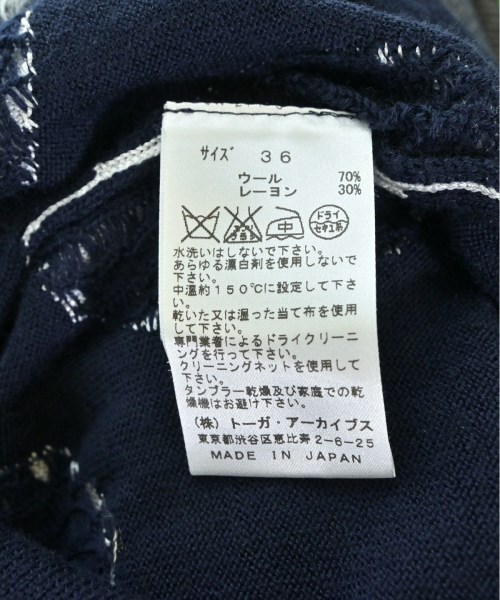 サイズ 36
ウール 70%
レーヨン 30%
エンソ サラシ 中 ドライ セキユ系
水洗いはしないで下さい。
あらゆる漂白剤を使用しないで
下さい。
中温約150℃に設定して下さ
い。
乾いた又は湿った当て布を使用
して下さい。
専門業者によるドライクリーニ
ングを行って下さい。
クリーニングネットを使用して
下さい。
タンブラー乾燥及び家庭での乾
燥機はお避け下さい。
(株)トーガ・アーカイブス
東京都渋谷区恵比寿2-6-25
MADE IN JAPAN